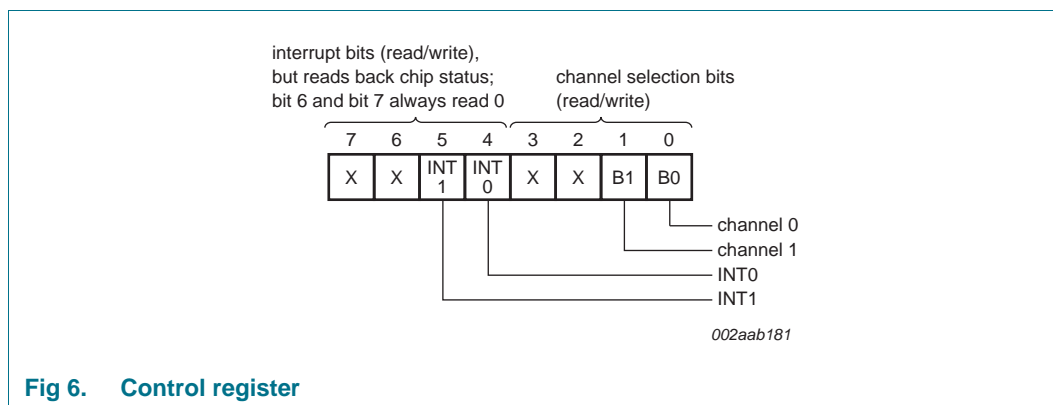 interrupt bits (read/write),
but reads back chip status;
bit 6 and bit 7 always read 0
channel selection bits
(read/write)
7 6 5 4 3 2 1 0
X X INT 1 INT 0 X X B1 B0
channel 0
channel 1
INT0
INT1
002aab181
Fig 6. Control register